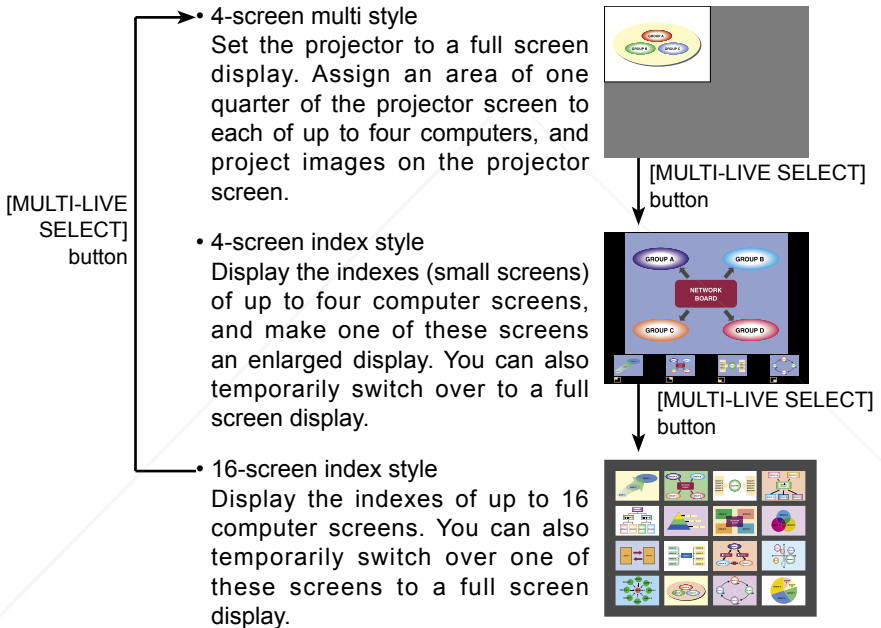 • 4-screen multi style
Set the projector to a full screen
display. Assign an area of one
quarter of the projector screen to
each of up to four computers, and
project images on the projector
screen.
GROUP A
GROUP B
GROUP C
[MULTI-LIVE SELECT]
button
[MULTI-LIVE
SELECT]
button
• 4-screen index style
Display the indexes (small screens)
of up to four computer screens,
and make one of these screens
an enlarged display. You can also
temporarily switch over to a full
screen display.
GROUP A
GROUP B
NETWORK
BOARD
GROUP C
GROUP D
[MULTI-LIVE SELECT]
button
• 16-screen index style
Display the indexes of up to 16
computer screens. You can also
temporarily switch over one of
these screens to a full screen
display.